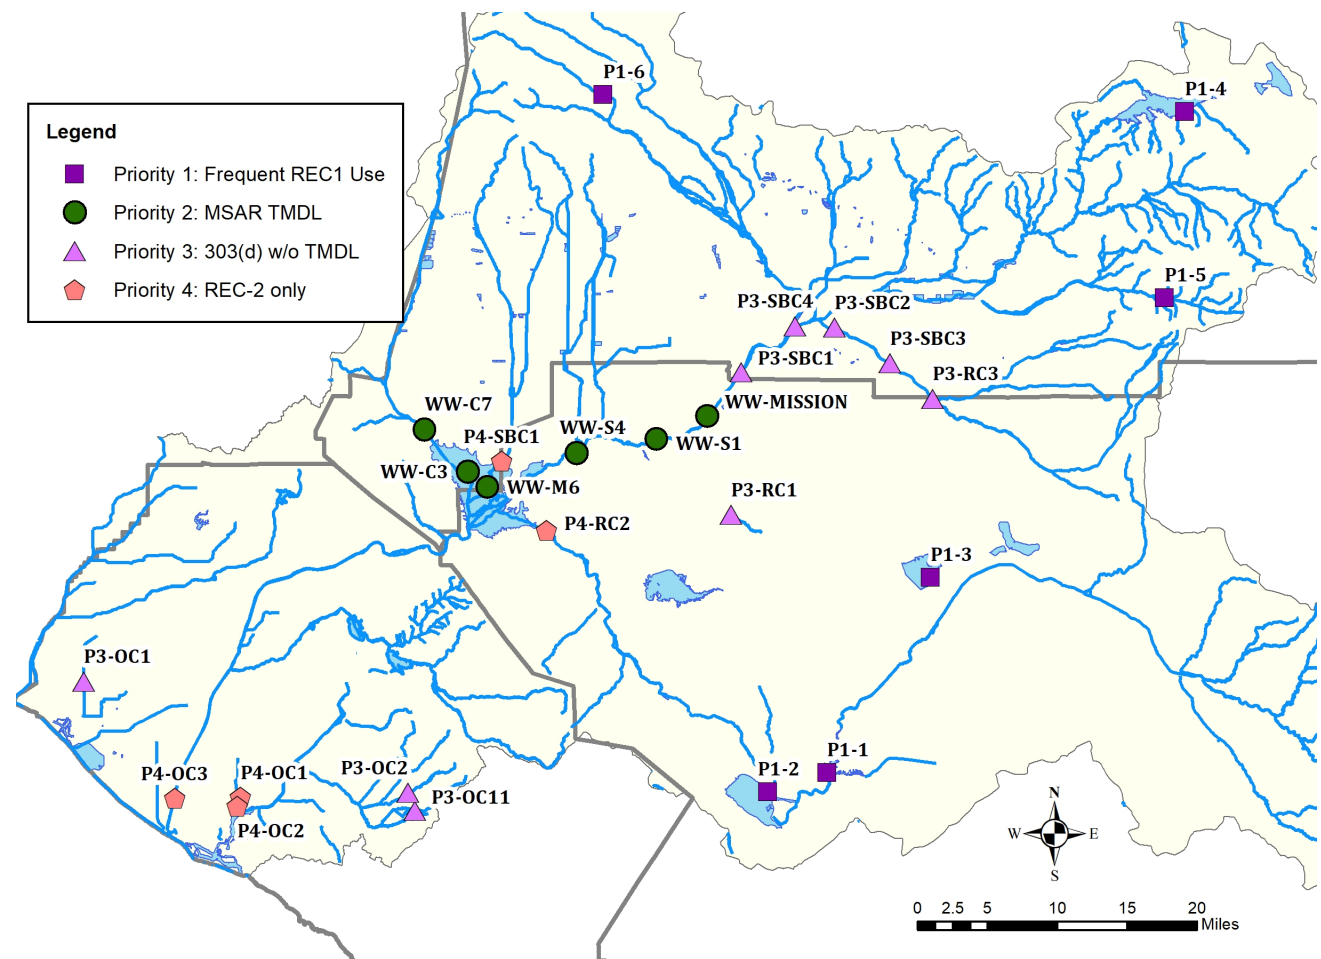 P1-6
P1-4
Legend
Priority 1: Frequent REC1 Use
Priority 2: MSAR TMDL
Priority 3: 303(d) w/o TMDL
Priority 4: REC-2 only
P1-5
P3-SBC4
P3-SBC2
P3-SBC3
P3-SBC1
P3-RC3
WW-C7
WW-MISSION
P4-SBC1
WW-S4
WW-S1
WW-C3
WW-M6
P3-RC1
P4-RC2
P1-3
P3-OC1
P1-1
P1-2
P4-OC3
P4-OC1
P3-OC2
P3-OC11
P4-OC2
N
W
E
S
0 2.5 5 10 15 20
Miles